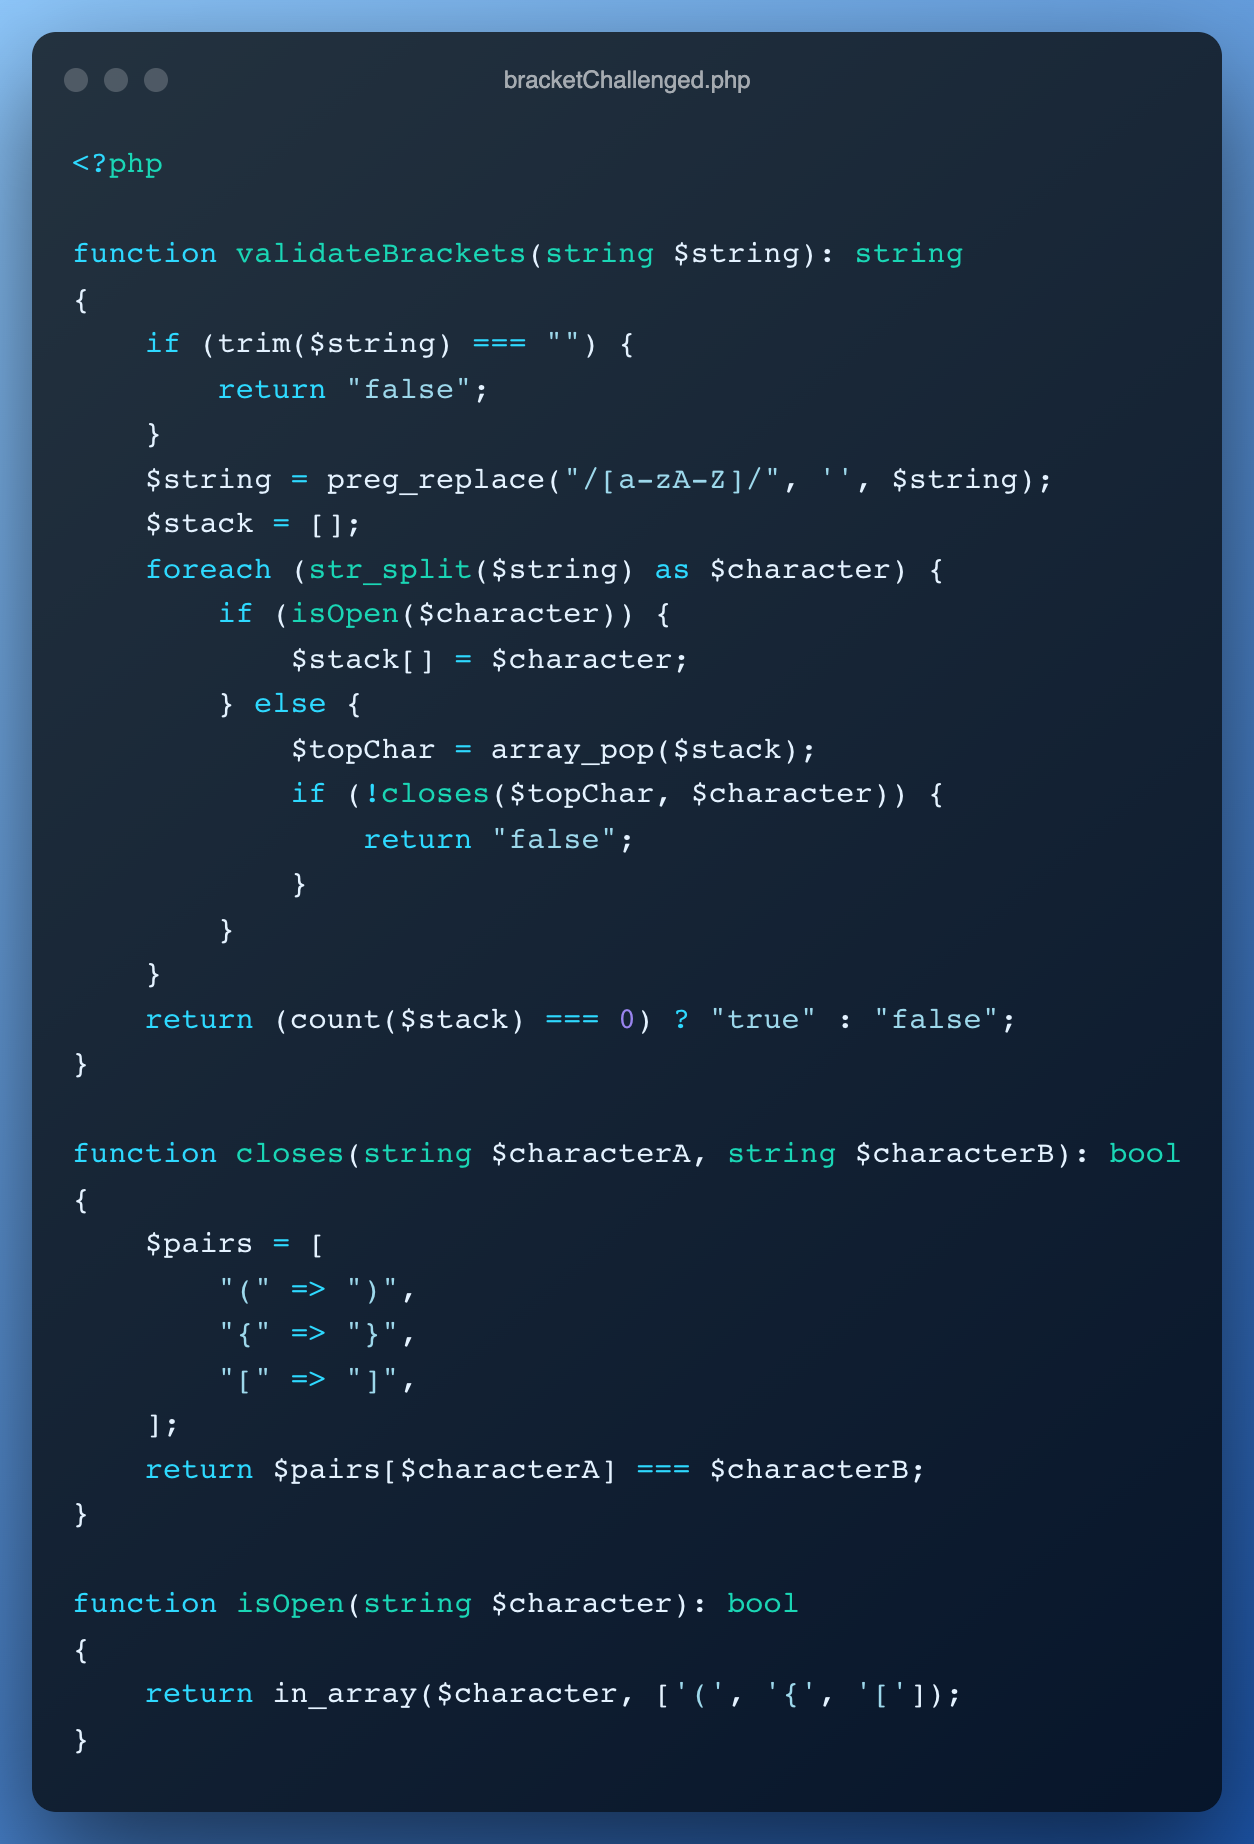 bracketChallenged.php
<?php

function validateBrackets(string $string): string
{
    if (trim($string) === "") {
        return "false";
    }
    $string = preg_replace("/[a-zA-Z]/", '', $string);
    $stack = [];
    foreach (str_split($string) as $character) {
        if (isOpen($character)) {
            $stack[] = $character;
        } else {
            $topChar = array_pop($stack);
            if (!closes($topChar, $character)) {
                return "false";
            }
        }
    }
    return (count($stack) === 0) ? "true" : "false";
}

function closes(string $characterA, string $characterB): bool
{
    $pairs = [
        "(" => ")",
        "{" => "}",
        "[" => "]",
    ];
    return $pairs[$characterA] === $characterB;
}

function isOpen(string $character): bool
{
    return in_array($character, ['(', '{', '[']);
}